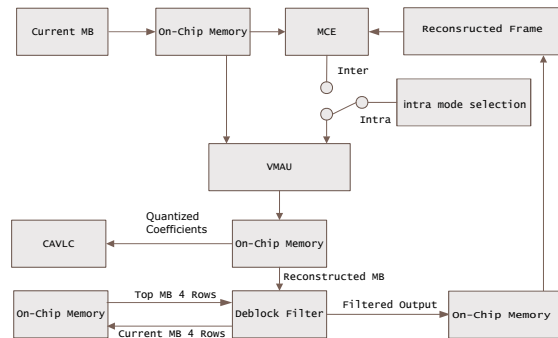 Current MB
On-Chip Memory
MCE
Reconsructed Frame
Inter
intra mode selection
Intra
VMAU
Quantized
Coefficients
CAVLC
On-Chip Memory
Reconstructed MB
Top MB 4 Rows
On-Chip Memory
Deblock Filter
Filtered Output
On-Chip Memory
Current MB 4 Rows